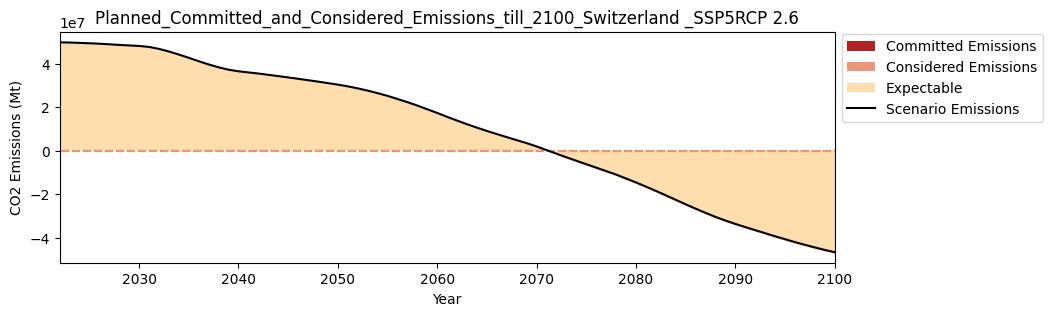 Planned_Committed_and_Considered_Emissions_till_2100_Switzerland _SSP5RCP 2.6
1e7
4
2
0
−2
−4
CO2 Emissions (Mt)
2030 2040 2050 2060 2070 2080 2090 2100
Year
Committed Emissions
Considered Emissions
Expectable
Scenario Emissions